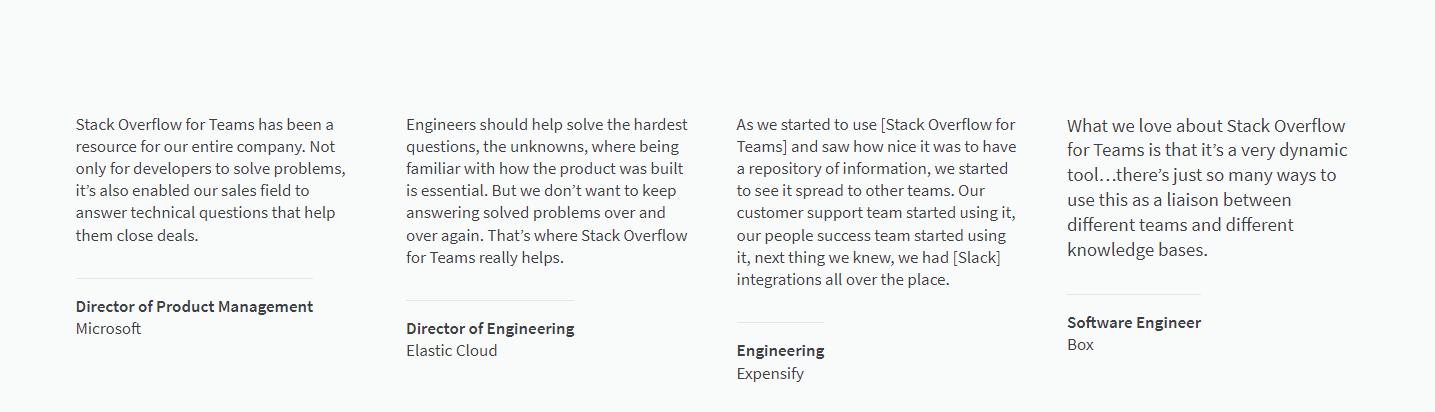 Stack Overflow for Teams has been a
resource for our entire company. Not
only for developers to solve problems,
it’s also enabled our sales field to
answer technical questions that help
them close deals.
Director of Product Management
Microsoft
Engineers should help solve the hardest
questions, the unknowns, where being
familiar with how the product was built
is essential. But we don’t want to keep
answering solved problems over and
over again. That’s where Stack Overflow
for Teams really helps.
Director of Engineering
Elastic Cloud
As we started to use [Stack Overflow for
Teams] and saw how nice it was to have
a repository of information, we started
to see it spread to other teams. Our
customer support team started using it,
our people success team started using
it, next thing we knew, we had [Slack]
integrations all over the place.
Engineering
Expensify
What we love about Stack Overflow
for Teams is that it’s a very dynamic
tool…there’s just so many ways to
use this as a liaison between
different teams and different
knowledge bases.
Software Engineer
Box